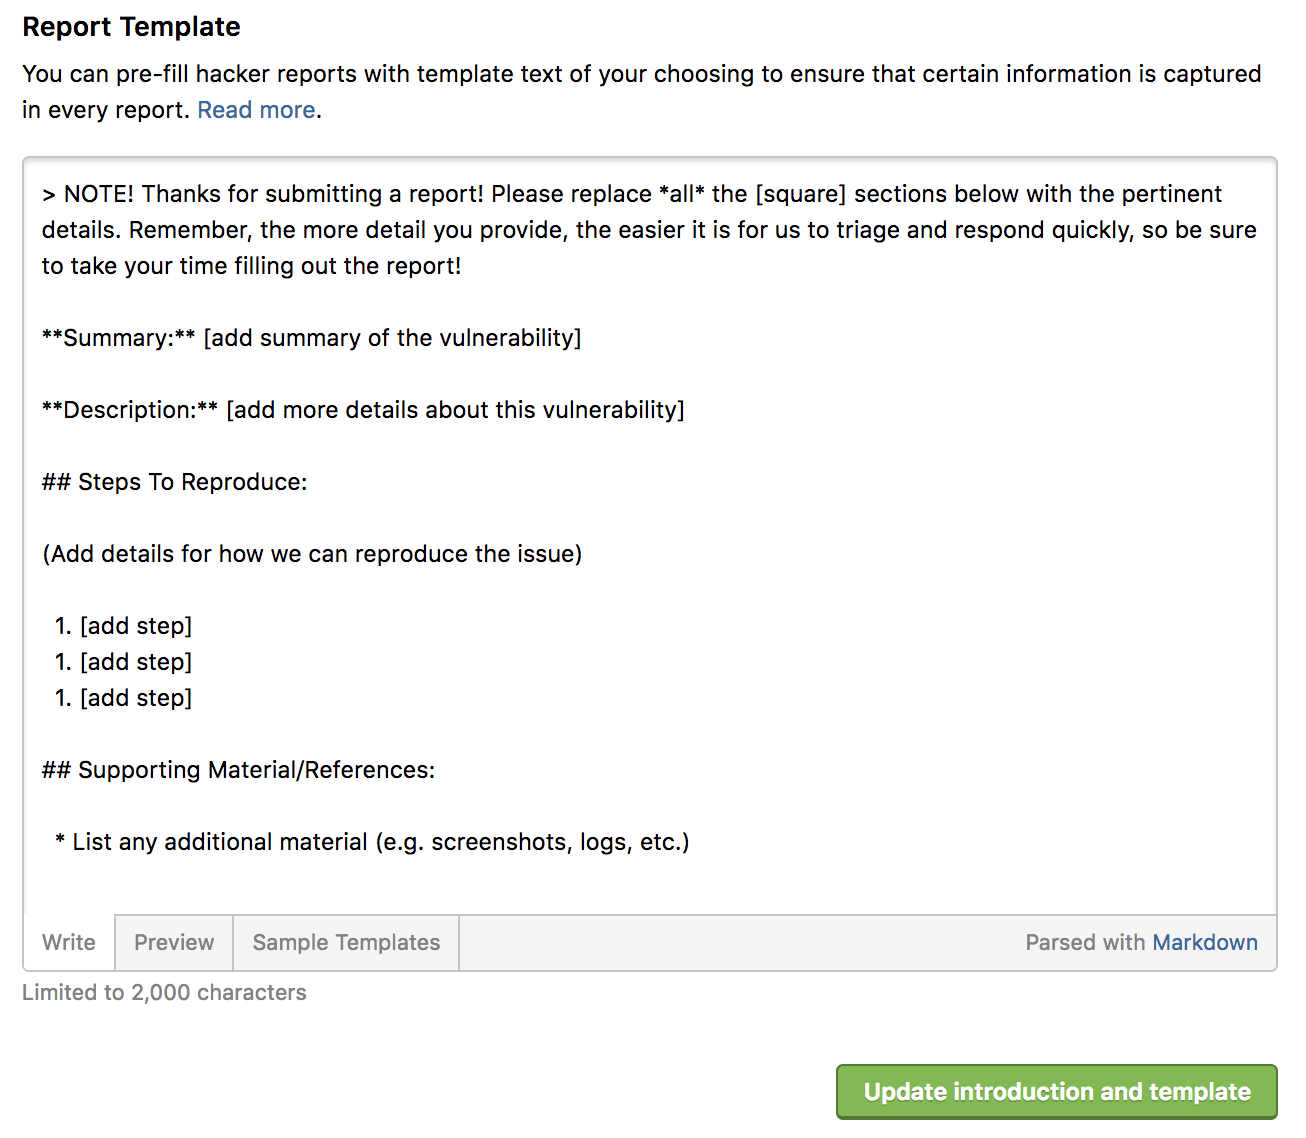 Report Template
You can pre-fill hacker reports with template text of your choosing to ensure that certain information is captured
in every report. Read more.
> NOTE! Thanks for submitting a report! Please replace *all* the [square] sections below with the pertinent
details. Remember, the more detail you provide, the easier it is for us to triage and respond quickly, so be sure
to take your time filling out the report!
**Summary:** [add summary of the vulnerability]
**Description:** [add more details about this vulnerability]
## Steps To Reproduce:
(Add details for how we can reproduce the issue)
1. [add step]
1. [add step]
1. [add step]
## Supporting Material/References:
* List any additional material (e.g. screenshots, logs, etc.)
Write Preview Sample Templates Parsed with Markdown
Limited to 2,000 characters
Update introduction and template